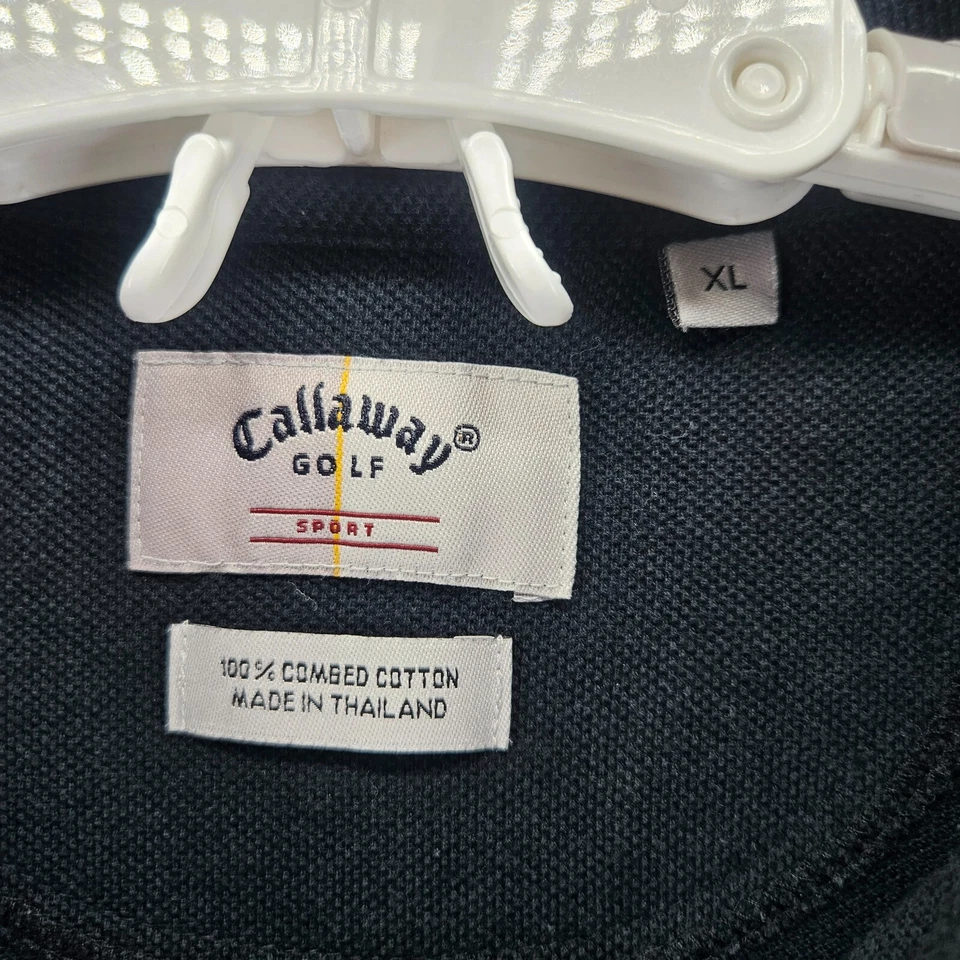 XL
Callaway®
GOLF
SPORT
100% COMBED COTTON
MADE IN THAILAND